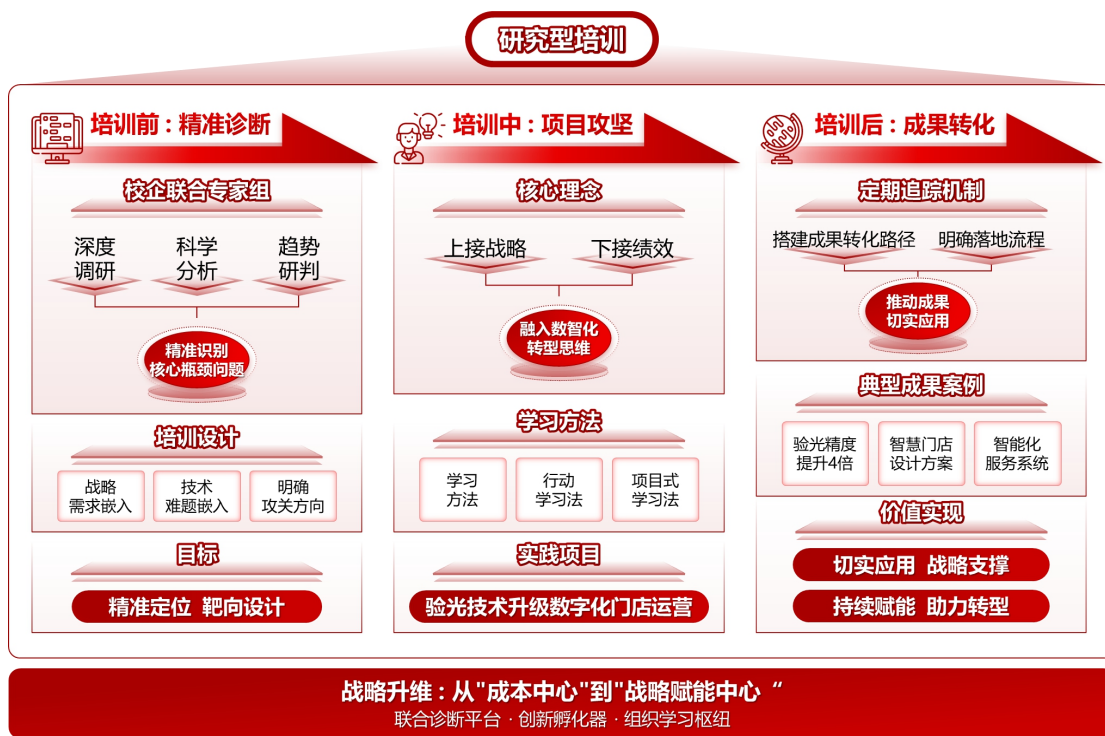 研究型培训
培训前：精准诊断
校企联合专家组
深度
调研
科学
分析
趋势
研判
精准识别
核心瓶颈问题
培训设计
战略
需求嵌入
技术
难题嵌入
明确
攻关方向
目标
精准定位 靶向设计
培训中：项目攻坚
核心理念
上接战略
下接绩效
融入数智化
转型思维
学习方法
学习
方法
行动
学习法
项目式
学习法
实践项目
验光技术升级数字化门店运营
培训后：成果转化
定期追踪机制
搭建成果转化路径
明确落地流程
推动成果
切实应用
典型成果案例
验光精度
提升4倍
智慧门店
设计方案
智能化
服务系统
价值实现
切实应用 战略支撑
持续赋能 助力转型
战略升维：从"成本中心"到"战略赋能中心“
联合诊断平台·创新孵化器·组织学习枢纽